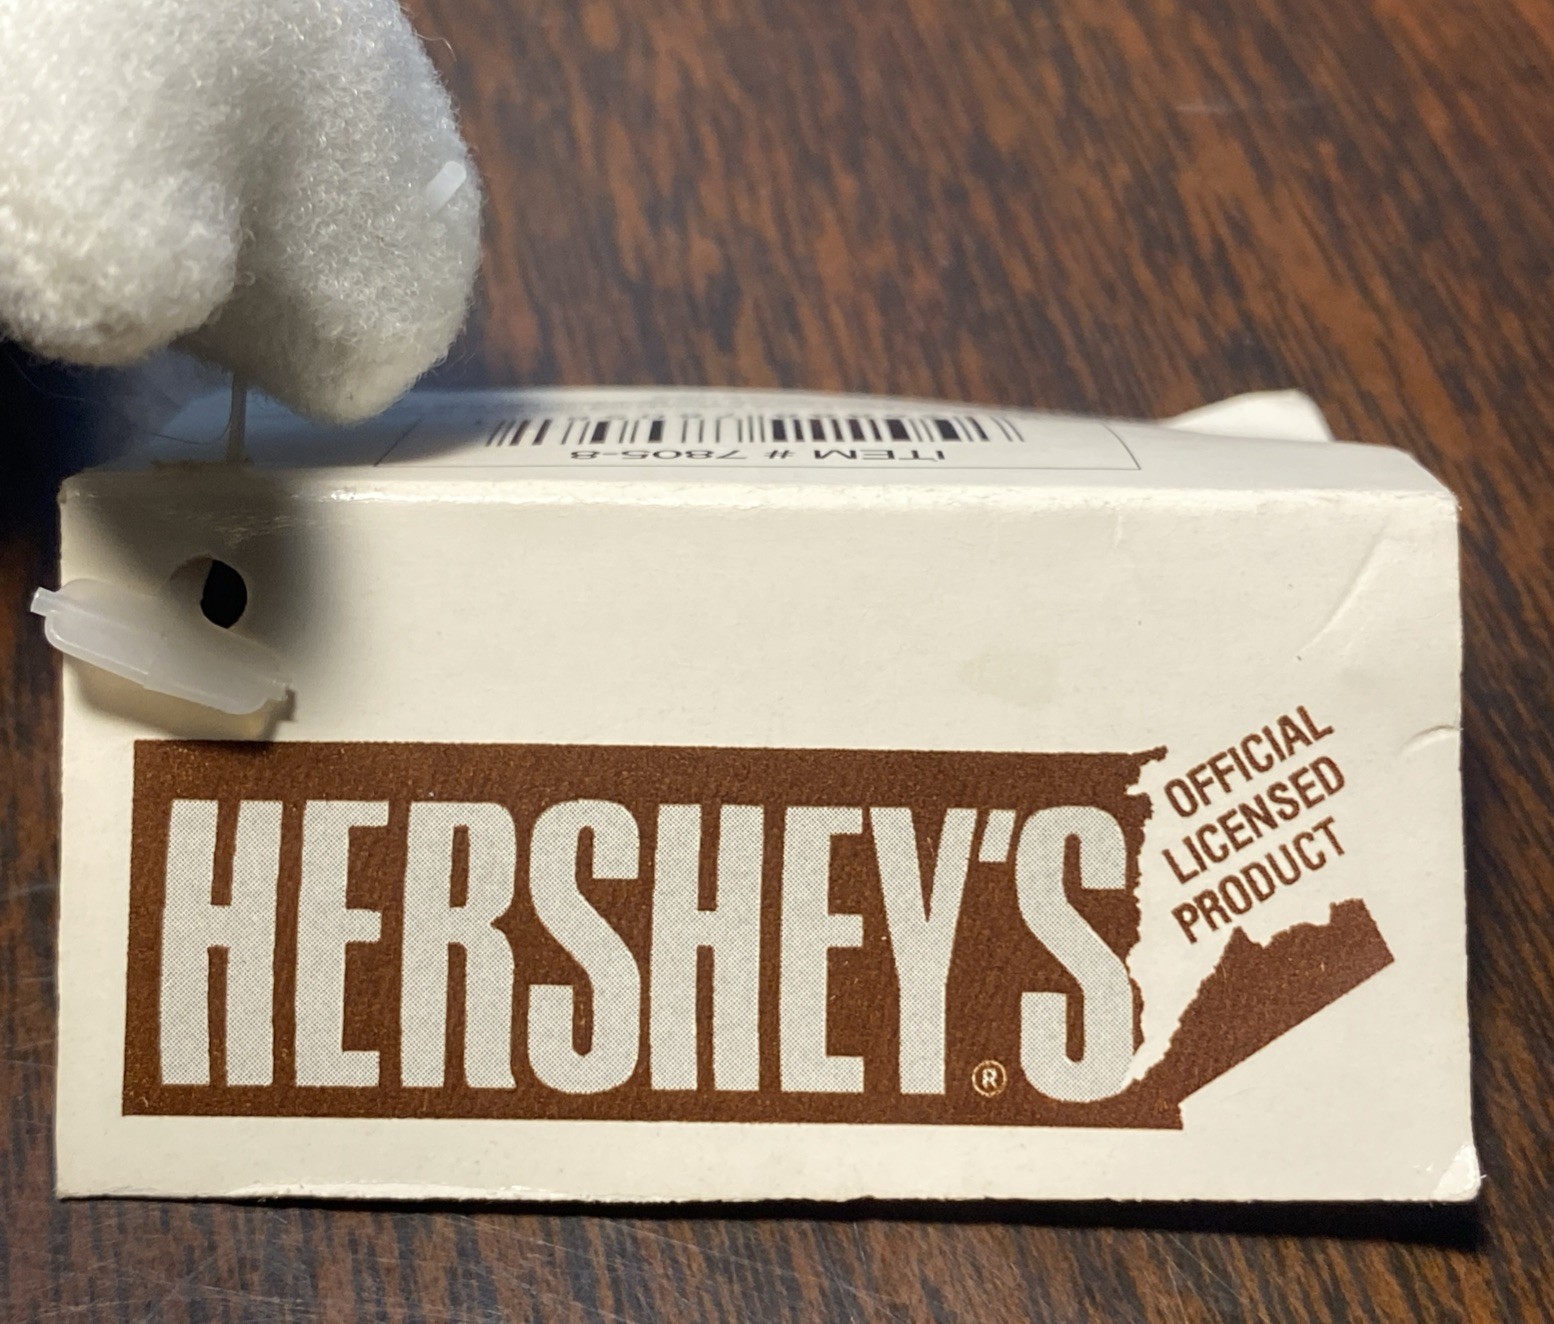 ITEM # 7805-8
HERSHEY'S
®
OFFICIAL
LICENSED
PRODUCT